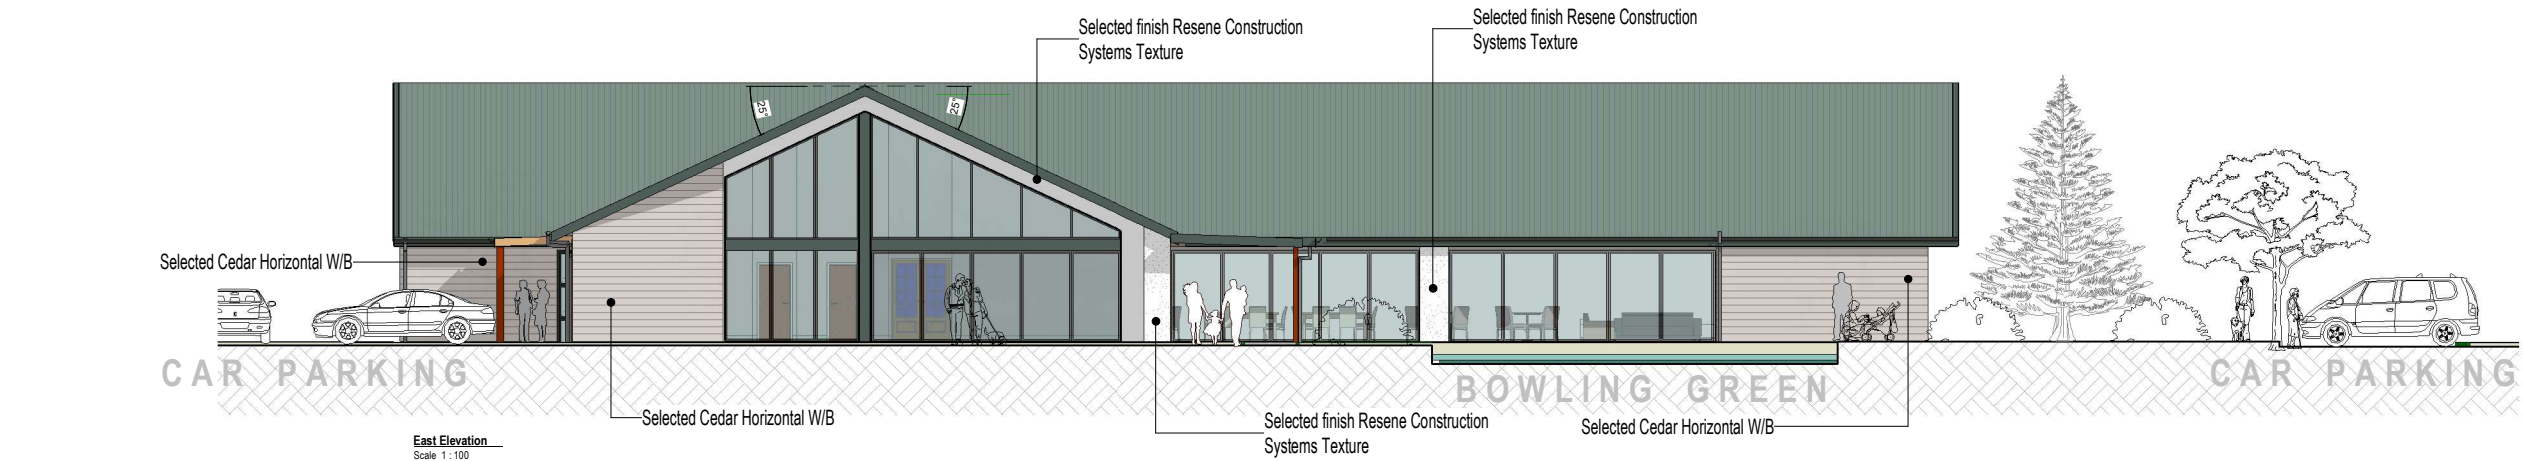 Selected finish Resene Construction
Systems Texture
Selected finish Resene Construction
Systems Texture
25°
25°
Selected Cedar Horizontal W/B
CAR PARKING
BOWLING GREEN
CAR PARKING
Selected Cedar Horizontal W/B
Selected finish Resene Construction
Systems Texture
Selected Cedar Horizontal W/B
East Elevation
Scale 1 : 100